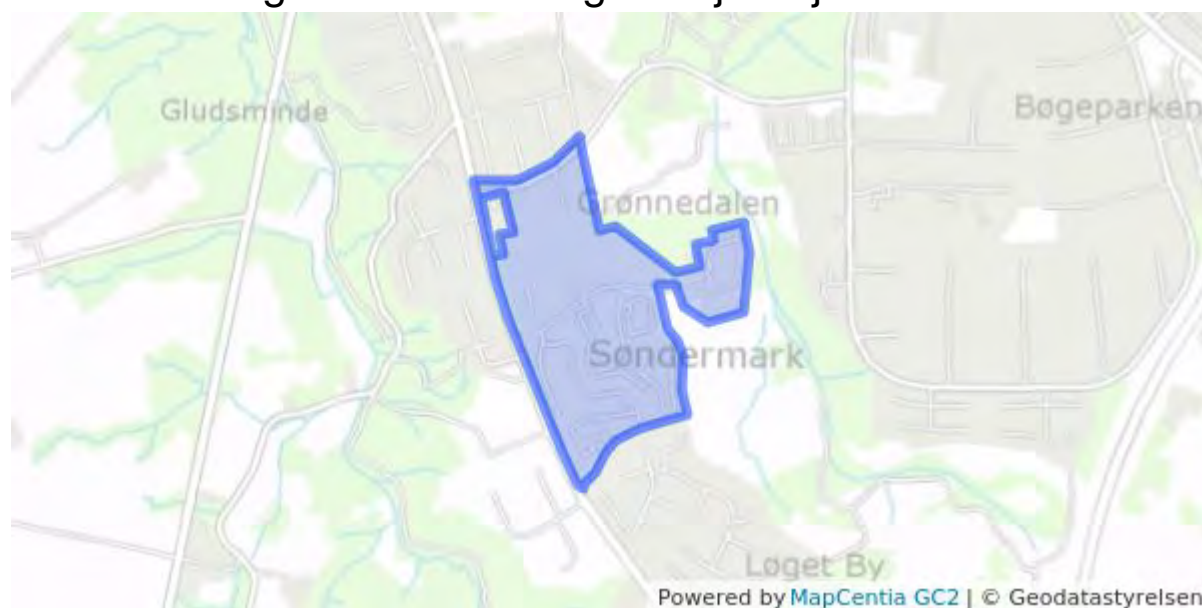 Gludsminde
Bøgeparken
Grønnedalen
Søndermark
Løget By
Powered by MapCentia GC2 | © Geodatastyrelsen